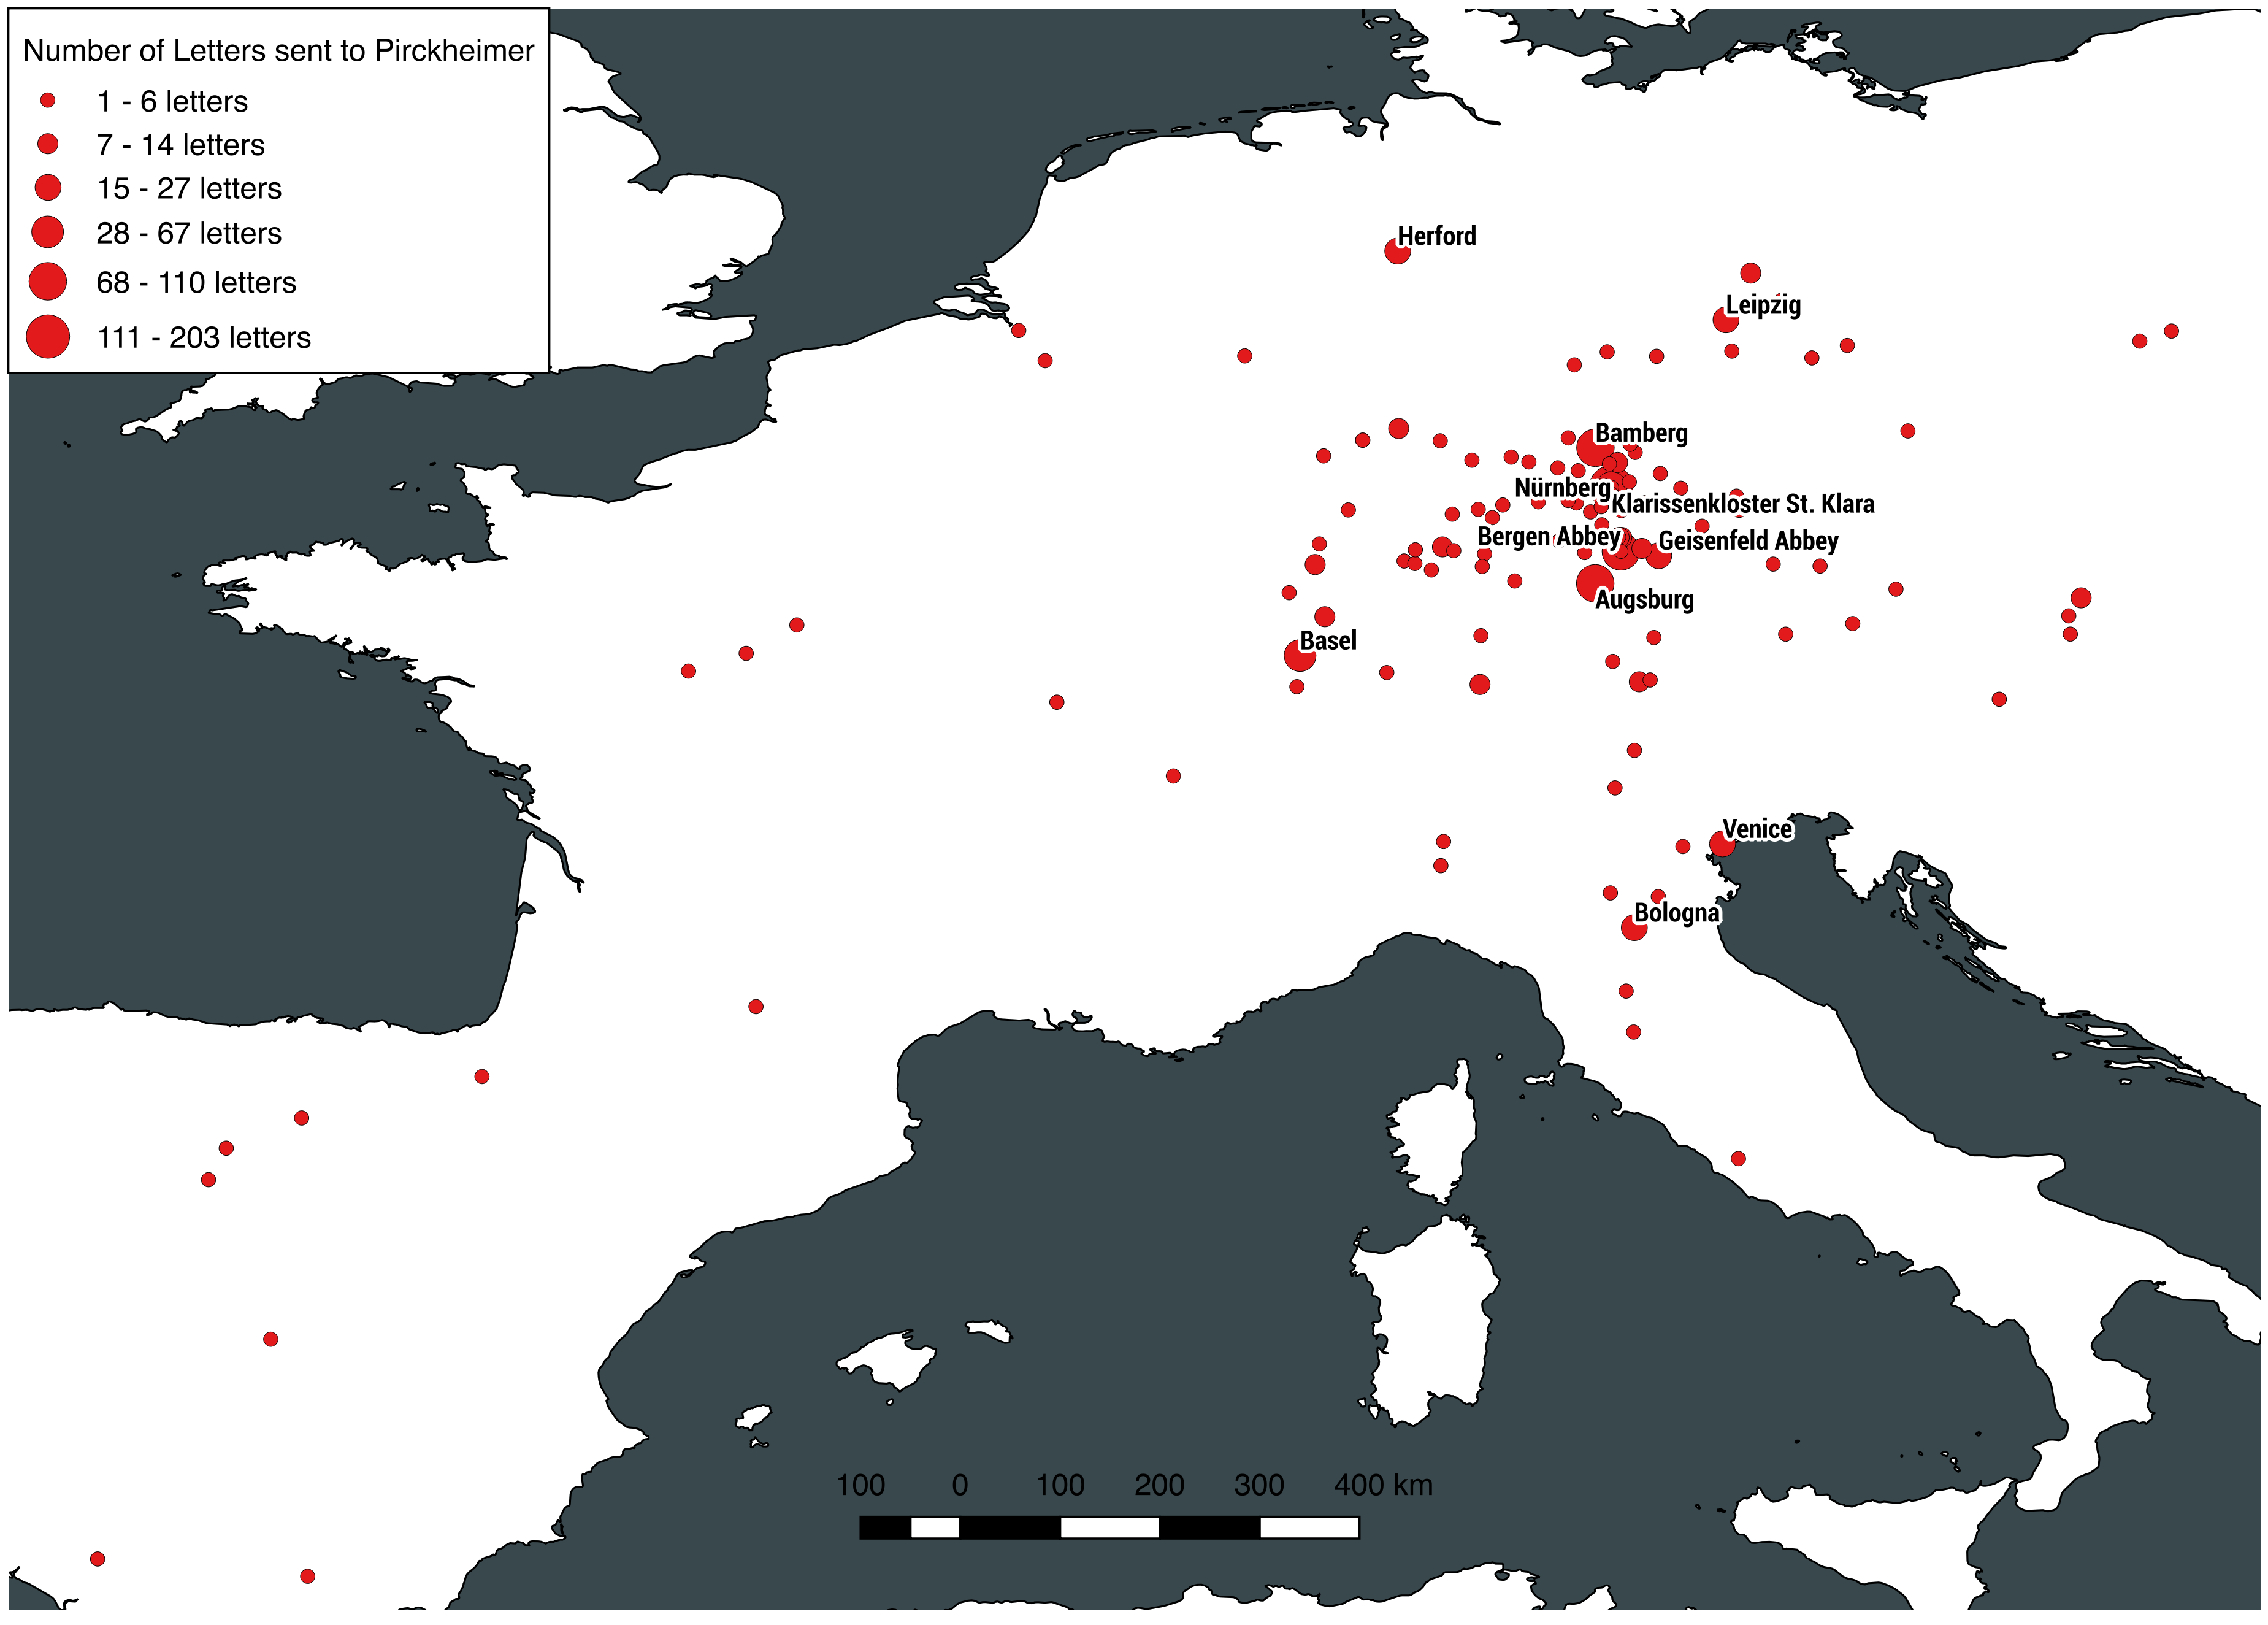 Number of Letters sent to Pirckheimer
1 - 6 letters
7 - 14 letters
15 - 27 letters
28 - 67 letters
68 - 110 letters
111 - 203 letters
Herford
Leipzig
Bamberg
Nürnberg
Klarissenkloster St. Klara
Bergen Abbey
Geisenfeld Abbey
Augsburg
Basel
Venice
Bologna
100 0 100 200 300 400 km